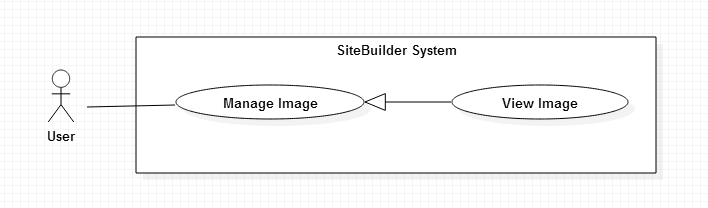 SiteBuilder System
Manage Image
View Image
User